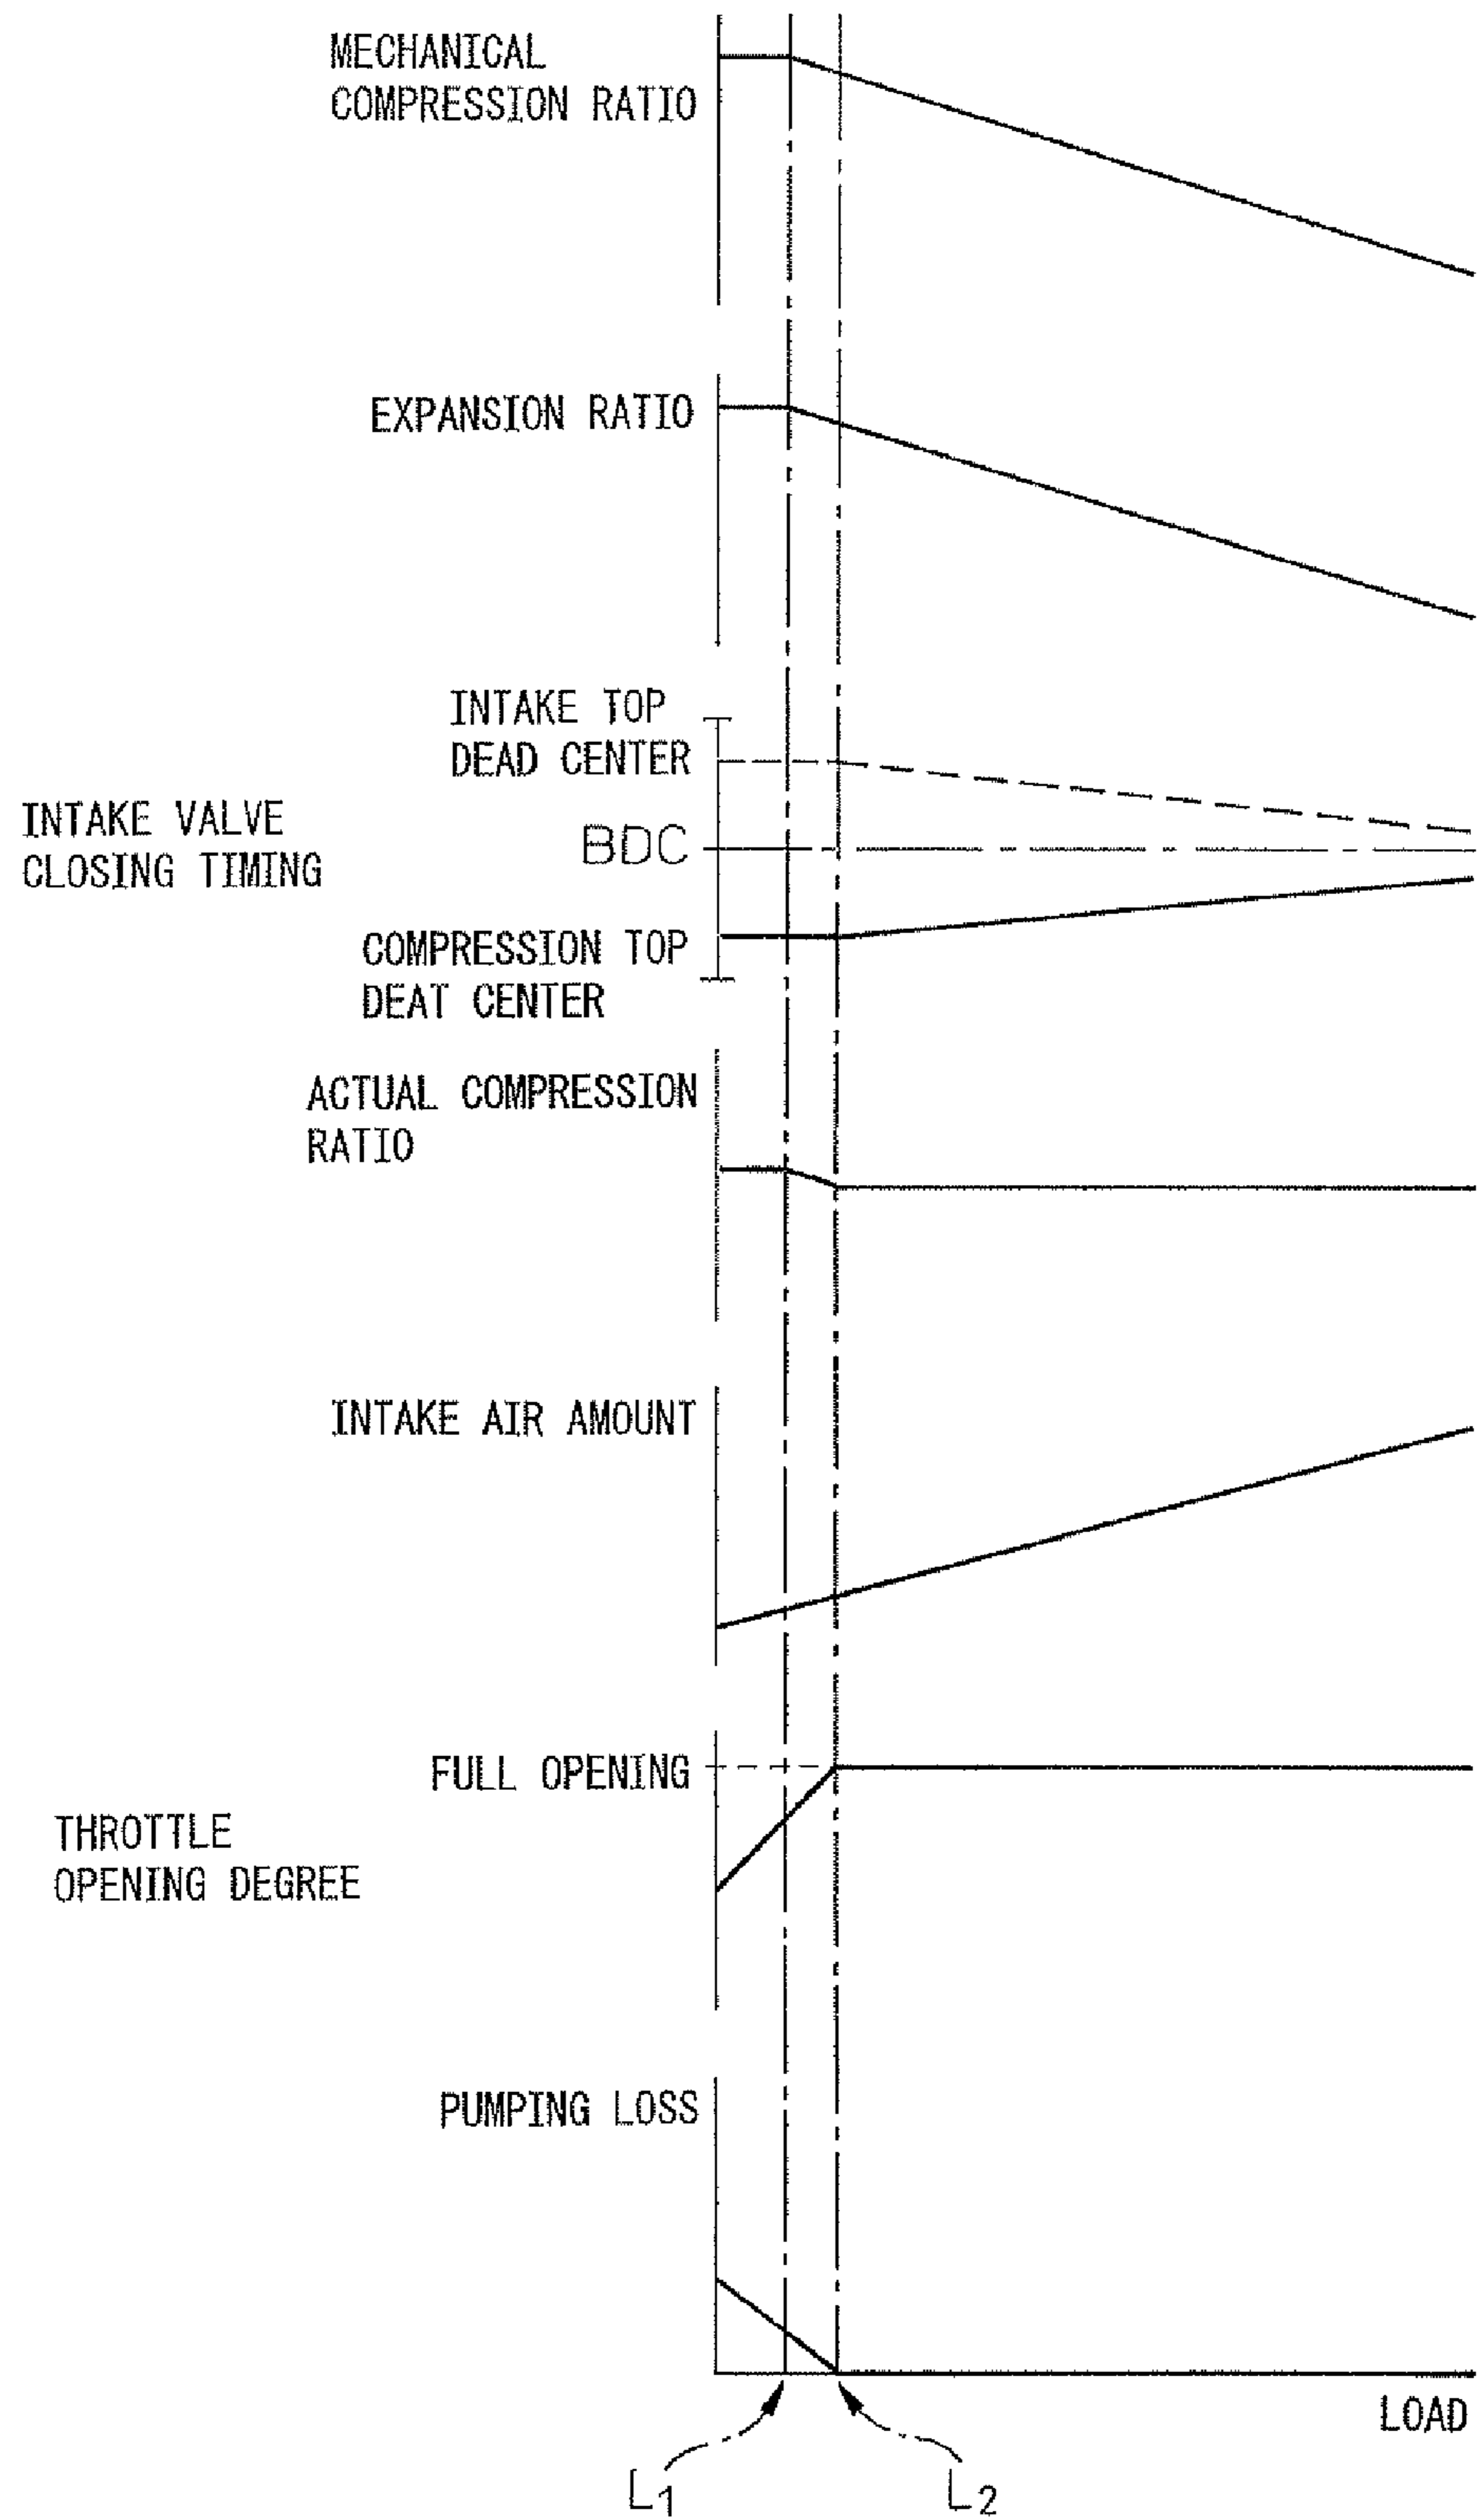 MECHANICAL
COMPRESSION RATIO
EXPANSION RATIO
INTAKE TOP
DEAD CENTER
INTAKE VALVE
CLOSING TIMING
BDC
COMPRESSION TOP
DEAT CENTER
ACTUAL COMPRESSION
RATIO
INTAKE AIR AMOUNT
FULL OPENING
THROTTLE
OPENING DEGREE
PUMPING LOSS
LOAD
L1
L2